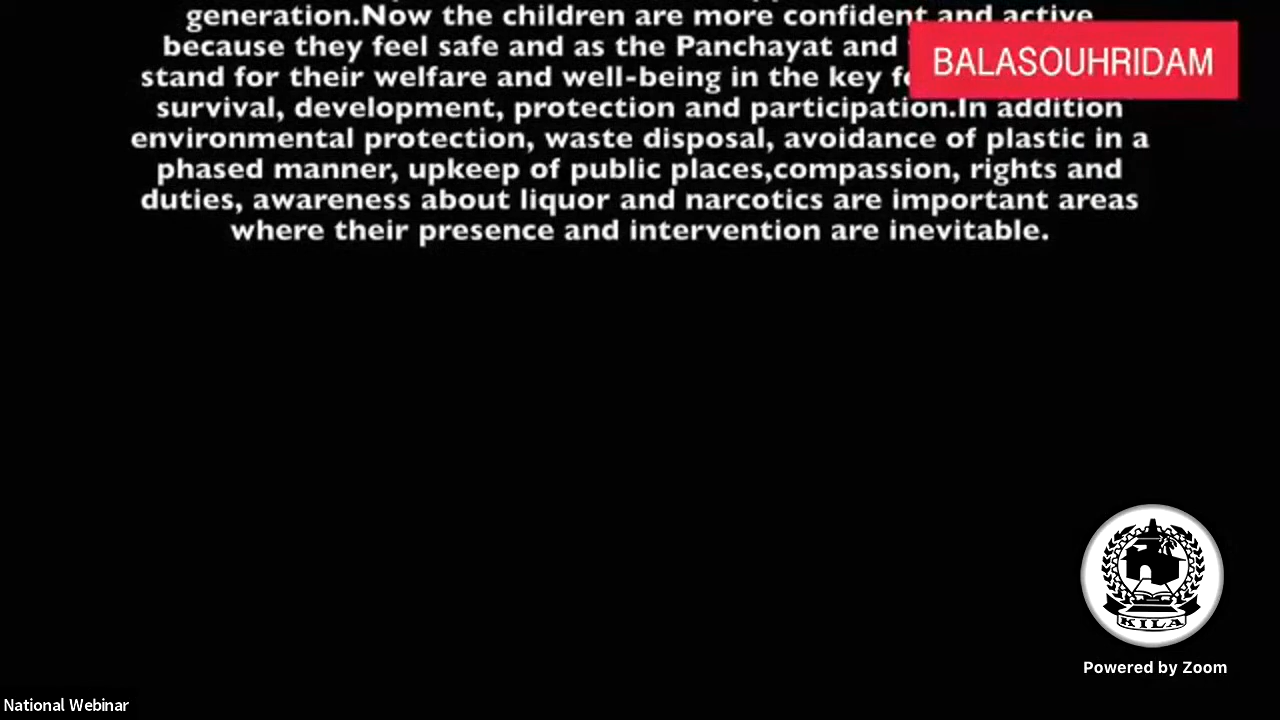 generation.Now the children are more confident and active
because they feel safe and as the Panchayat and
stand for their welfare and well-being in the key
survival, development, protection and participation.In addition
environmental protection, waste disposal, avoidance of plastic in a
phased manner, upkeep of public places,compassion, rights and
duties, awareness about liquor and narcotics are important areas
where their presence and intervention are inevitable.
BALASOUHRIDAM
KILA
Powered by Zoom
National Webinar